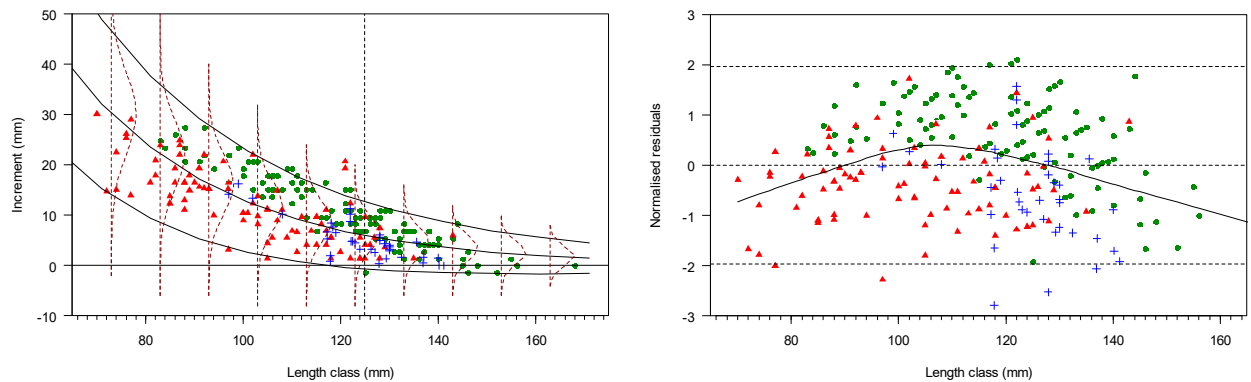 50
40
30
20
10
0
-10
Increment (mm)
80 100 120 140 160
Length class (mm)
3
2
1
0
-1
-2
-3
Normalised residuals
80 100 120 140 160
Length class (mm)